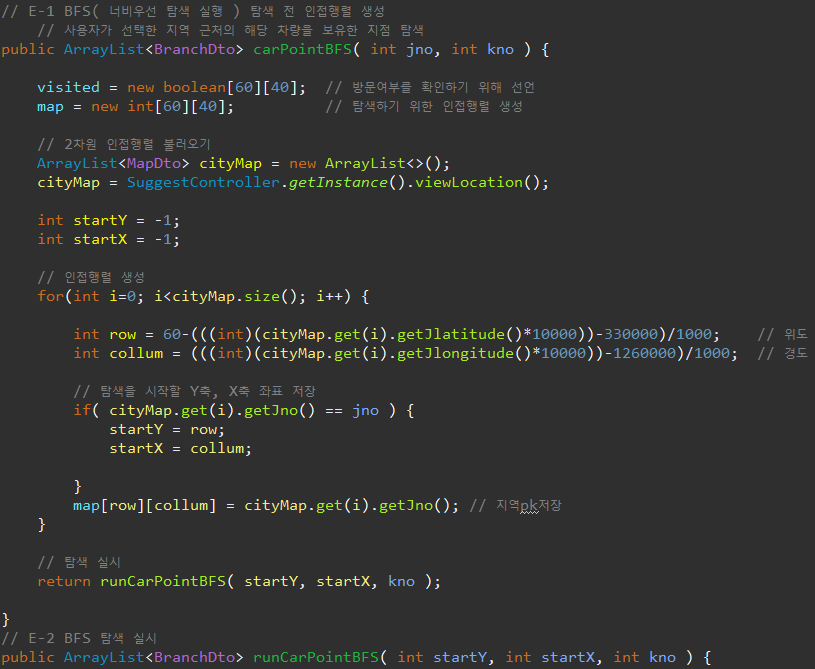 // E-1 BFS( 너비우선 탐색 실행 ) 탐색 전 인접행렬 생성
// 사용자가 선택한 지역 근처의 해당 차량을 보유한 지점 탐색
public ArrayList<BranchDto> carPointBFS( int jno, int kno ) {
visited = new boolean[60][40]; // 방문여부를 확인하기 위해 선언
map = new int[60][40]; // 탐색하기 위한 인접행렬 생성
// 2차원 인접행렬 불러오기
ArrayList<MapDto> cityMap = new ArrayList<>();
cityMap = SuggestController.getInstance().viewLocation();
int startY = -1;
int startX = -1;
// 인접행렬 생성
for(int i=0; i<cityMap.size(); i++) {
int row = 60-(((int)(cityMap.get(i).getJlatitude()*10000))-330000)/1000; // 위도
int collum = (((int)(cityMap.get(i).getJlongitude()*10000))-1260000)/1000; // 경도
// 탐색을 시작할 Y축, X축 좌표 저장
if( cityMap.get(i).getJno() == jno ) {
startY = row;
startX = collum;
}
map[row][collum] = cityMap.get(i).getJno(); // 지역pk저장
}
// 탐색 실시
return runCarPointBFS( startY, startX, kno );
}
// E-2 BFS 탐색 실시
public ArrayList<BranchDto> runCarPointBFS( int startY, int startX, int kno ) {